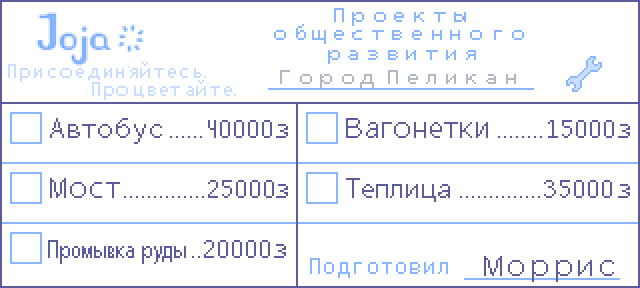 Joja
Присоединяйтесь.
Процветайте.
Проекты
общественного
развития
Город Пеликан
Автобус ......40000з
Вагонетки ........15000з
Мост..............25000з
Теплица ..............35000з
Промывка руды ..20000з
Подготовил Моррис